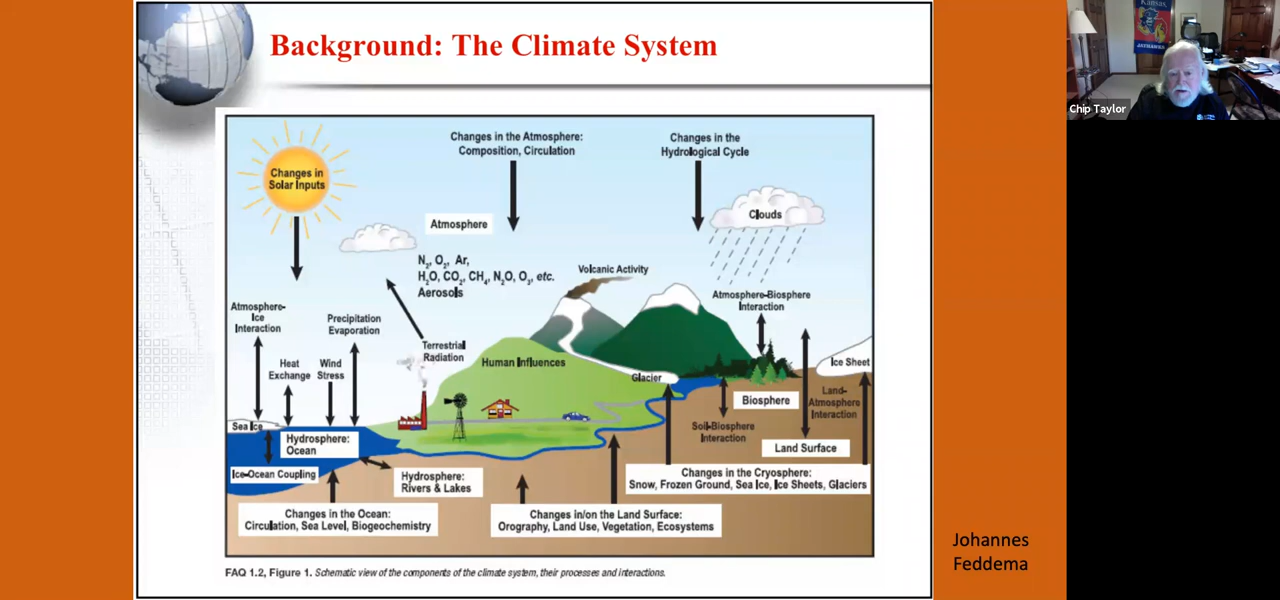 Background: The Climate System
Kansas
JAYHAWKS
Chip Taylor
Changes in
Solar Inputs
Changes in the Atmosphere:
Composition, Circulation
Changes in the
Hydrological Cycle
Atmosphere
Clouds
N2, O2, Ar,
H2O, CO2, CH4, N2O, O3, etc.
Aerosols
Volcanic Activity
Atmosphere-Biosphere
Interaction
Atmosphere-
Ice
Interaction
Precipitation
Evaporation
Terrestrial
Radiation
Heat
Exchange
Wind
Stress
Human Influences
Glacier
Ice Sheet
Biosphere
Land-
Atmosphere
Interaction
Soil-Biosphere
Interaction
Land Surface
Sea Ice
Hydrosphere:
Ocean
Ice-Ocean Coupling
Hydrosphere:
Rivers & Lakes
Changes in the Cryosphere:
Snow, Frozen Ground, Sea Ice, Ice Sheets, Glaciers
Changes in the Ocean:
Circulation, Sea Level, Biogeochemistry
Changes in/on the Land Surface:
Orography, Land Use, Vegetation, Ecosystems
FAQ 1.2, Figure 1. Schematic view of the components of the climate system, their processes and interactions.
Johannes
Feddema